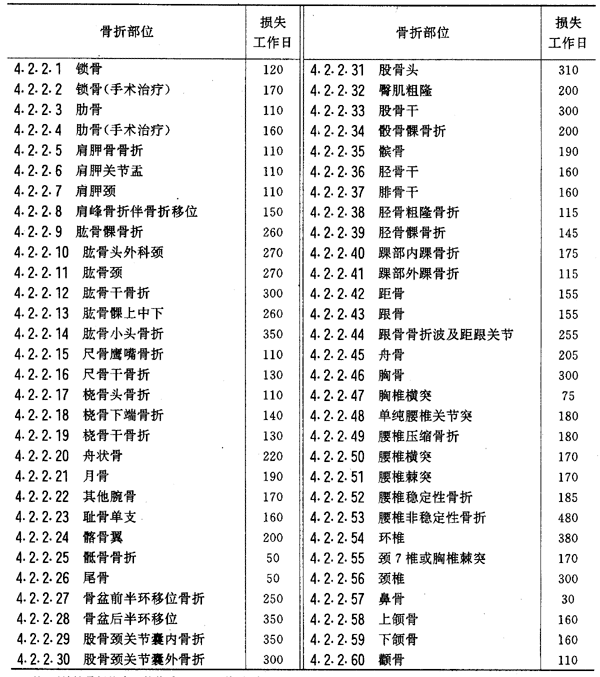 骨折部位 损失工作日
4.2.2.1 锁骨 120
4.2.2.2 锁骨(手术治疗) 170
4.2.2.3 肋骨 110
4.2.2.4 肋骨(手术治疗) 160
4.2.2.5 肩胛骨骨折 110
4.2.2.6 肩胛关节盂 110
4.2.2.7 肩胛颈 110
4.2.2.8 肩峰骨折伴骨折移位 150
4.2.2.9 肱骨髁骨折 260
4.2.2.10 肱骨头外科颈 270
4.2.2.11 肱骨颈 270
4.2.2.12 肱骨干骨折 300
4.2.2.13 肱骨髁上中下 260
4.2.2.14 肱骨小头骨折 350
4.2.2.15 尺骨鹰嘴骨折 110
4.2.2.16 尺骨干骨折 130
4.2.2.17 桡骨头骨折 110
4.2.2.18 桡骨下端骨折 140
4.2.2.19 桡骨干骨折 130
4.2.2.20 舟状骨 220
4.2.2.21 月骨 190
4.2.2.22 其他腕骨 170
4.2.2.23 耻骨单支 160
4.2.2.24 髂骨翼 200
4.2.2.25 骶骨骨折 50
4.2.2.26 尾骨 50
4.2.2.27 骨盆前半环移位骨折 250
4.2.2.28 骨盆后半环移位 350
4.2.2.29 股骨颈关节囊内骨折 350
4.2.2.30 股骨颈关节囊外骨折 300
骨折部位 损失工作日
4.2.2.31 股骨头 310
4.2.2.32 臀肌粗隆 200
4.2.2.33 股骨干 300
4.2.2.34 骰骨髁骨折 200
4.2.2.35 髌骨 190
4.2.2.36 胫骨干 160
4.2.2.37 腓骨干 160
4.2.2.38 胫骨粗隆骨折 115
4.2.2.39 胫骨髁骨折 145
4.2.2.40 踝部内踝骨折 175
4.2.2.41 踝部外踝骨折 115
4.2.2.42 距骨 155
4.2.2.43 跟骨 155
4.2.2.44 跟骨骨折波及距跟关节 255
4.2.2.45 舟骨 205
4.2.2.46 胸骨 300
4.2.2.47 胸椎横突 75
4.2.2.48 单纯腰椎关节突 180
4.2.2.49 腰椎压缩骨折 180
4.2.2.50 腰椎横突 170
4.2.2.51 腰椎棘突 170
4.2.2.52 腰椎稳定性骨折 185
4.2.2.53 腰椎非稳定性骨折 480
4.2.2.54 环椎 380
4.2.2.55 颈7椎或胸椎棘突 170
4.2.2.56 颈椎 300
4.2.2.57 鼻骨 30
4.2.2.58 上颌骨 160
4.2.2.59 下颌骨 160
4.2.2.60 颧骨 110